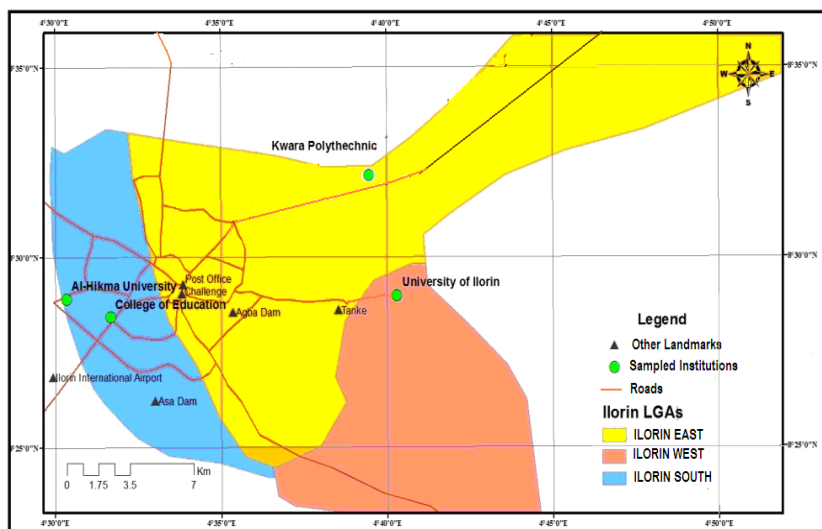 4°30'0"E 4°35'0"E 4°40'0"E 4°45'0"E 4°50'0"E
N
W E
S
8°35'0"N 8°35'0"N
Kwara Polythechnic
8°30'0"N 8°30'0"N
Al-Hikma University
Post Office
Challenge
University of Ilorin
College of Education
Agba Dam
Tanke
Ilorin International Airport
Asa Dam
Legend
Other Landmarks
Sampled Institutions
Roads
Ilorin LGAs
ILORIN EAST
ILORIN WEST
ILORIN SOUTH
8°25'0"N 8°25'0"N
Km
0 1.75 3.5 7
4°30'0"E 4°35'0"E 4°40'0"E 4°45'0"E 4°50'0"E